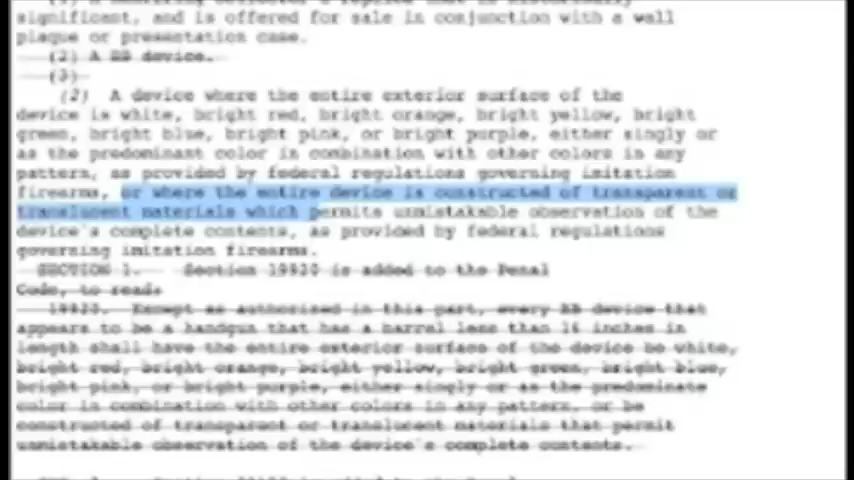 significant, and is offered for sale in conjunction with a wall
plaque or presentation case.
(2) A BB device.
(3)
(2) A device where the entire exterior surface of the
device is white, bright red, bright orange, bright yellow, bright
green, bright blue, bright pink, or bright purple, either singly or
as the predominant color in combination with other colors in any
pattern, as provided by federal regulations governing imitation
firearms, or where the entire device is constructed of transparent or
translucent materials which permits unmistakable observation of the
device's complete contents, as provided by federal regulations
governing imitation firearms.
SECTION 1. Section 19920 is added to the Penal
Code, to read:
19920. Except as authorized in this part, every BB device that
appears to be a handgun that has a barrel less than 16 inches in
length shall have the entire exterior surface of the device be white,
bright red, bright orange, bright yellow, bright green, bright blue,
bright pink, or bright purple, either singly or as the predominate
color in combination with other colors in any pattern, or be
constructed of transparent or translucent materials that permit
unmistakable observation of the device's complete contents.